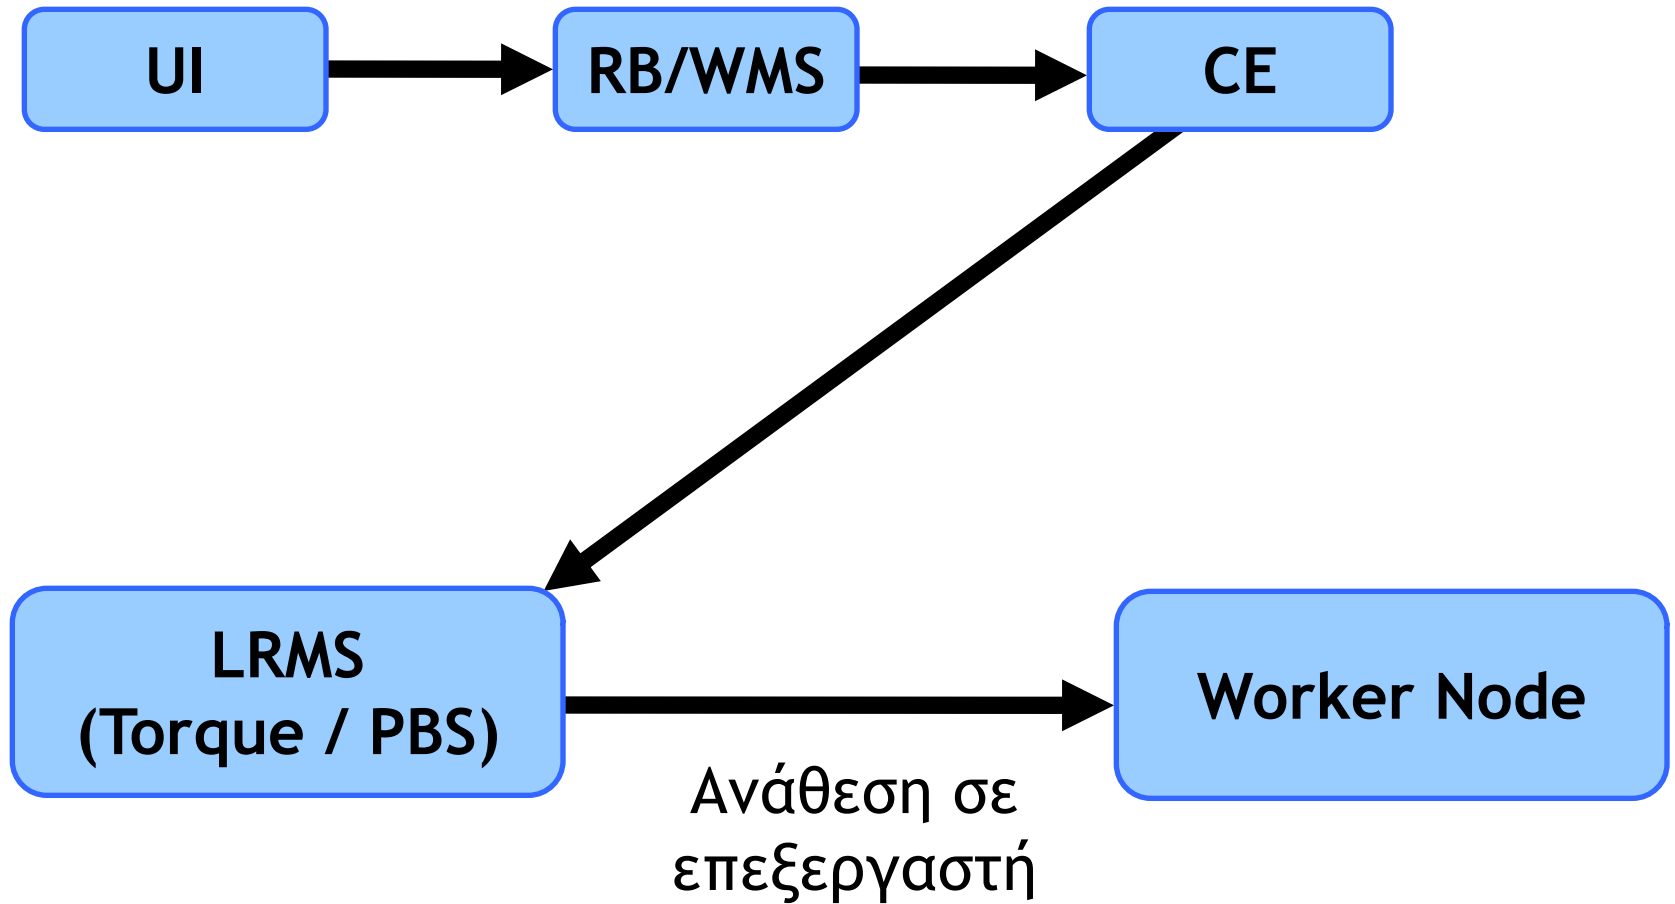 UI
RB/WMS
CE
LRMS
(Torque / PBS)
Worker Node
Ανάθεση σε
επεξεργαστή